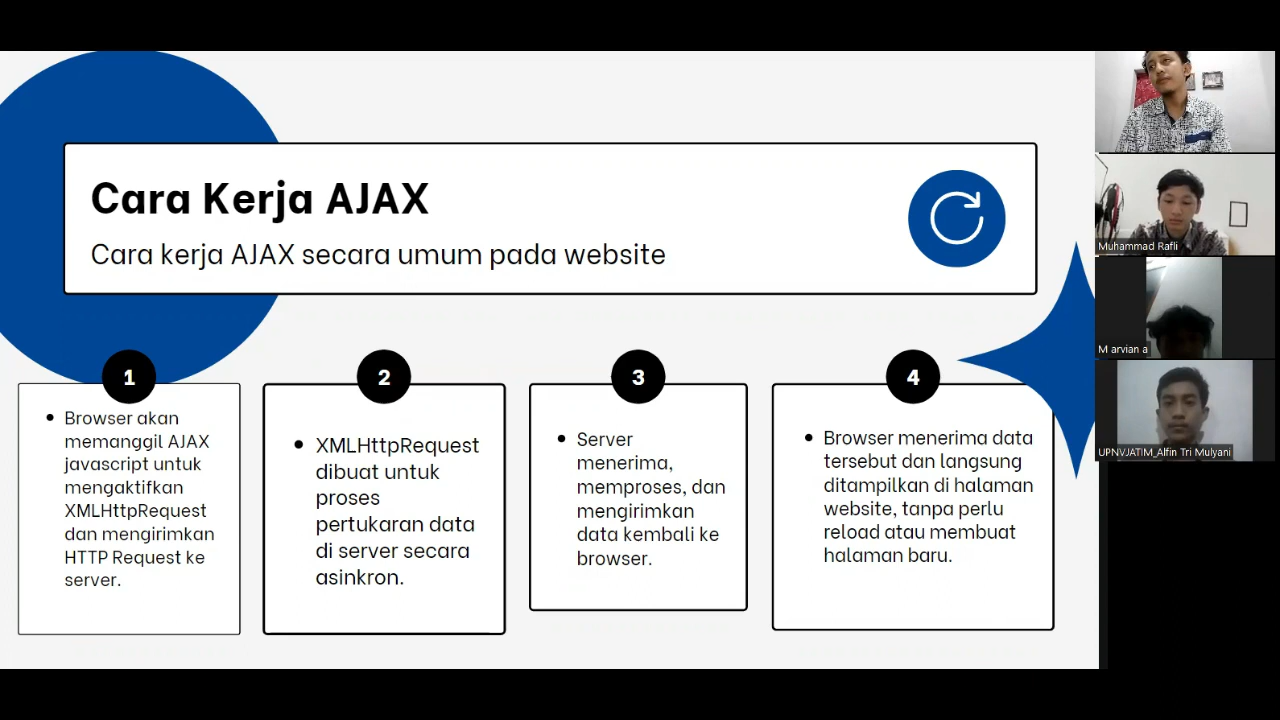 Cara Kerja AJAX
Cara kerja AJAX secara umum pada website
1
Browser akan
memanggil AJAX
javascript untuk
mengaktifkan
XMLHttpRequest
dan mengirimkan
HTTP Request ke
server.
2
XMLHttpRequest
dibuat untuk
proses
pertukaran data
di server secara
asinkron.
3
Server
menerima,
memproses, dan
mengirimkan
data kembali ke
browser.
4
Browser menerima data
tersebut dan langsung
ditampilkan di halaman
website, tanpa perlu
reload atau membuat
halaman baru.
Muhammad Rafli
M arvian a
UPNVJATIM_Alfin Tri Mulyani